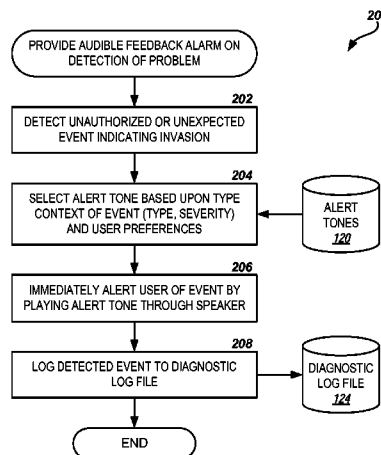 20
PROVIDE AUDIBLE FEEDBACK ALARM ON
DETECTION OF PROBLEM
202
DETECT UNAUTHORIZED OR UNEXPECTED
EVENT INDICATING INVASION
204
SELECT ALERT TONE BASED UPON TYPE
CONTEXT OF EVENT (TYPE, SEVERITY)
AND USER PREFERENCES
ALERT
TONES
120
206
IMMEDIATELY ALERT USER OF EVENT BY
PLAYING ALERT TONE THROUGH SPEAKER
208
LOG DETECTED EVENT TO DIAGNOSTIC
LOG FILE
DIAGNOSTIC
LOG FILE
124
END